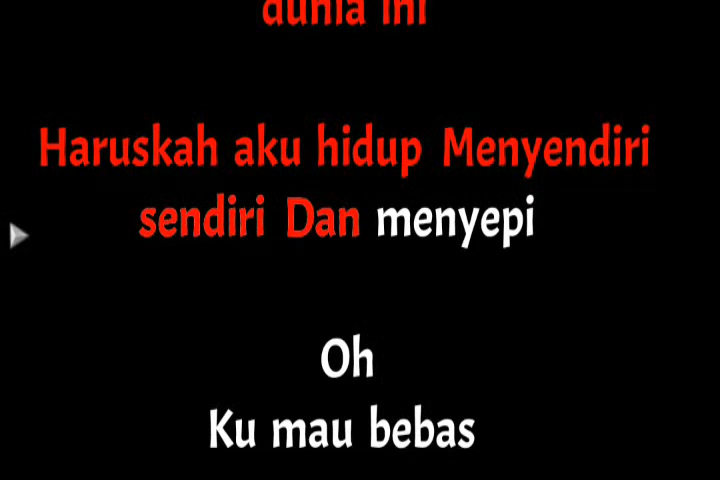 dunia ini
Haruskah aku hidup Menyendiri
sendiri Dan menyepi
Oh
Ku mau bebas